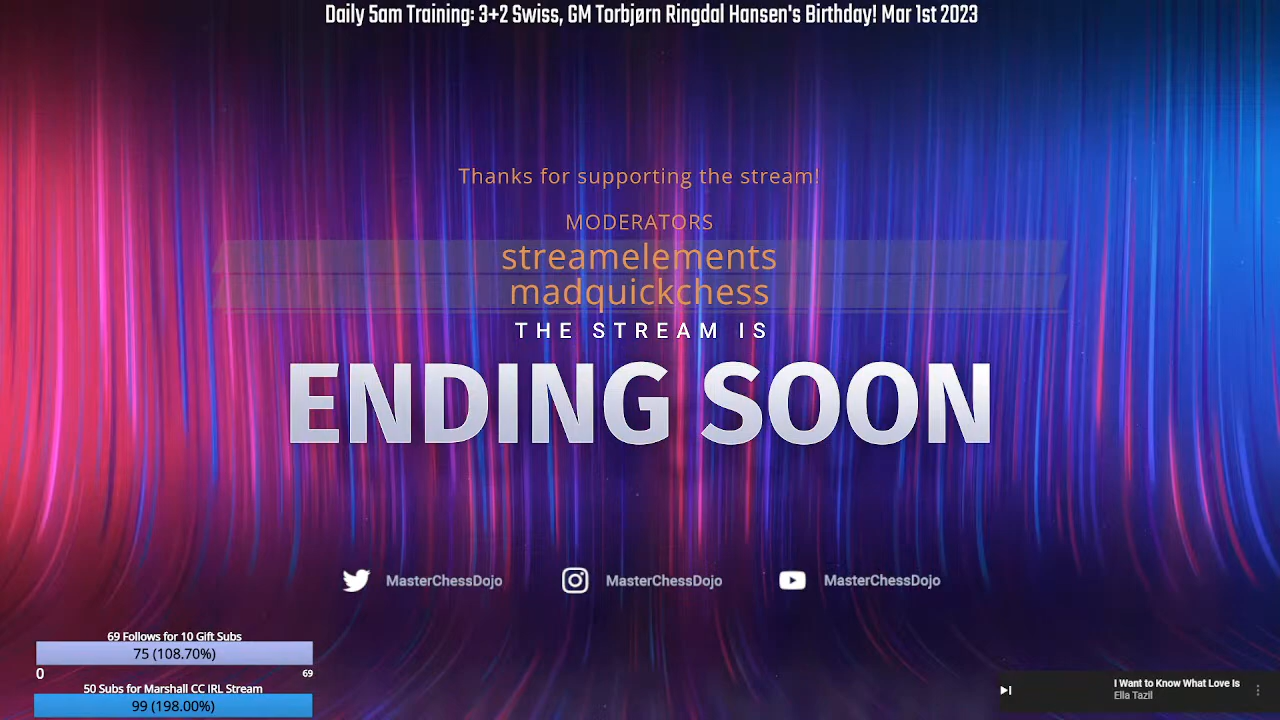 Daily 5am Training: 3+2 Swiss, GM Torbjørn Ringdal Hansen's Birthday! Mar 1st 2023
Thanks for supporting the stream!
MODERATORS
streamelements
madquickchess
THE STREAM IS
ENDING SOON
MasterChessDojo MasterChessDojo MasterChessDojo
69 Follows for 10 Gift Subs
75 (108.70%)
0 69
50 Subs for Marshall CC IRL Stream
99 (198.00%)
I Want to Know What Love Is
Ella Tazil